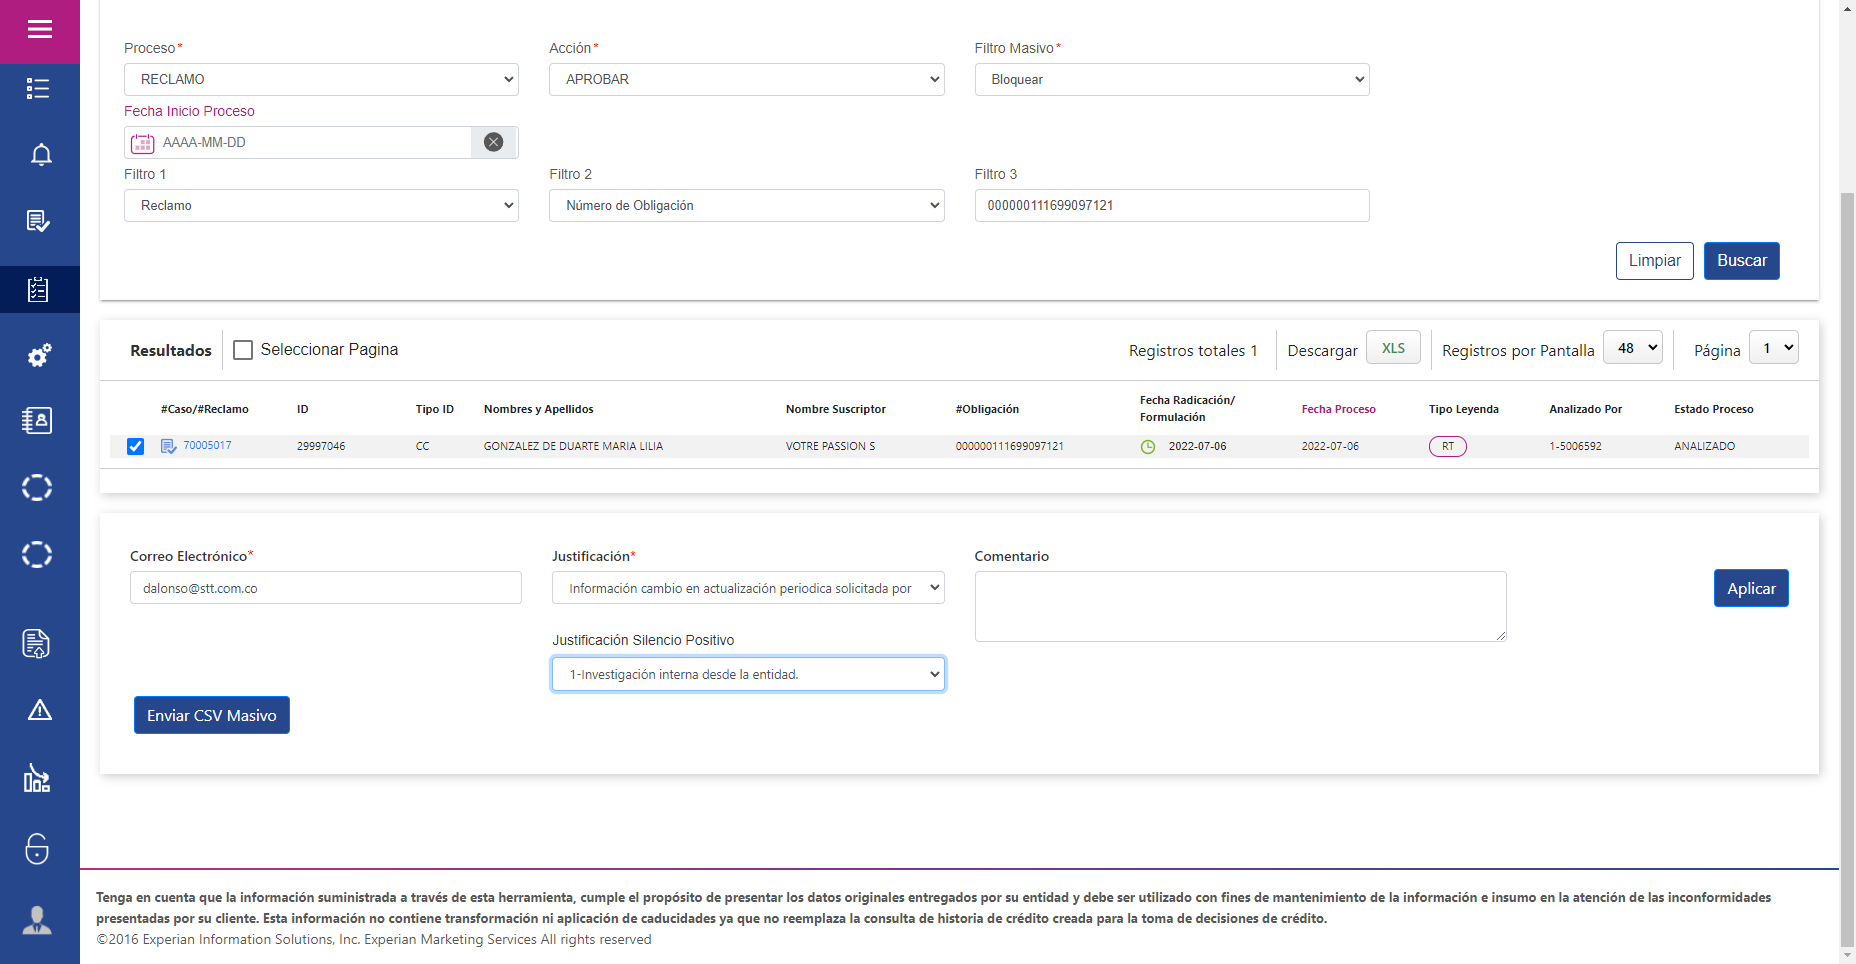 Proceso*
Acción*
Filtro Masivo*
RECLAMO
APROBAR
Bloquear
Fecha Inicio Proceso
AAAA-MM-DD
Filtro 1
Filtro 2
Filtro 3
Reclamo
Número de Obligación
000000111699097121
Limpiar
Buscar
Resultados
Seleccionar Pagina
Registros totales 1
Descargar
XLS
Registros por Pantalla
48
Página
1
#Caso/#Reclamo
ID
Tipo ID
Nombres y Apellidos
Nombre Suscriptor
#Obligación
Fecha Radicación/
Formulación
Fecha Proceso
Tipo Leyenda
Analizado Por
Estado Proceso
70005017
29997046
CC
GONZALEZ DE DUARTE MARIA LILIA
VOTRE PASSION S
000000111699097121
2022-07-06
2022-07-06
RT
1-5006592
ANALIZADO
Correo Electrónico*
Justificación*
Comentario
dalonso@stt.com.co
Información cambio en actualización periodica solicitada por
Aplicar
Justificación Silencio Positivo
1-Investigación interna desde la entidad.
Enviar CSV Masivo
Tenga en cuenta que la información suministrada a través de esta herramienta, cumple el propósito de presentar los datos originales entregados por su entidad y debe ser utilizado con fines de mantenimiento de la información e insumo en la atención de las inconformidades
presentadas por su cliente. Esta información no contiene transformación ni aplicación de caducidades ya que no reemplaza la consulta de historia de crédito creada para la toma de decisiones de crédito.
©2016 Experian Information Solutions, Inc. Experian Marketing Services All rights reserved